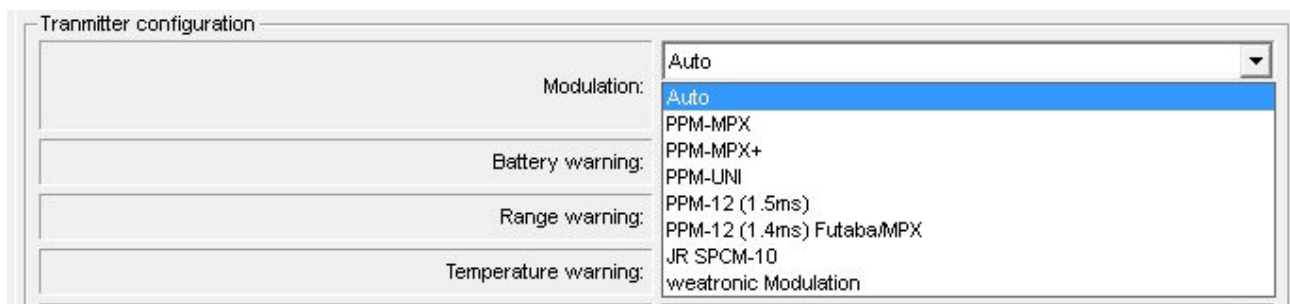 Tranmitter configuration
Modulation:
Auto
Auto
PPM-MPX
PPM-MPX+
PPM-UNI
PPM-12 (1.5ms)
PPM-12 (1.4ms) Futaba/MPX
JR SPCM-10
weatronic Modulation
Battery warning:
Range warning:
Temperature warning: